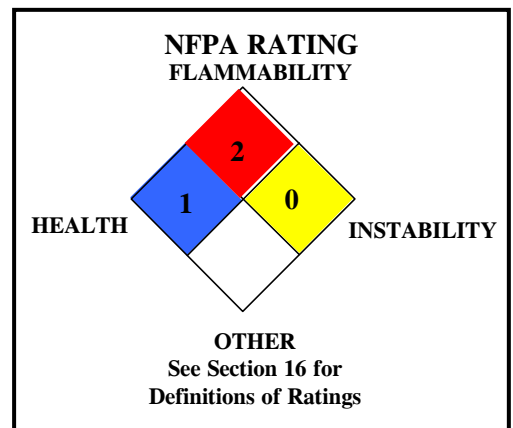 NFPA RATING
FLAMMABILITY
2
1
0
HEALTH
INSTABILITY
OTHER
See Section 16 for
Definitions of Ratings